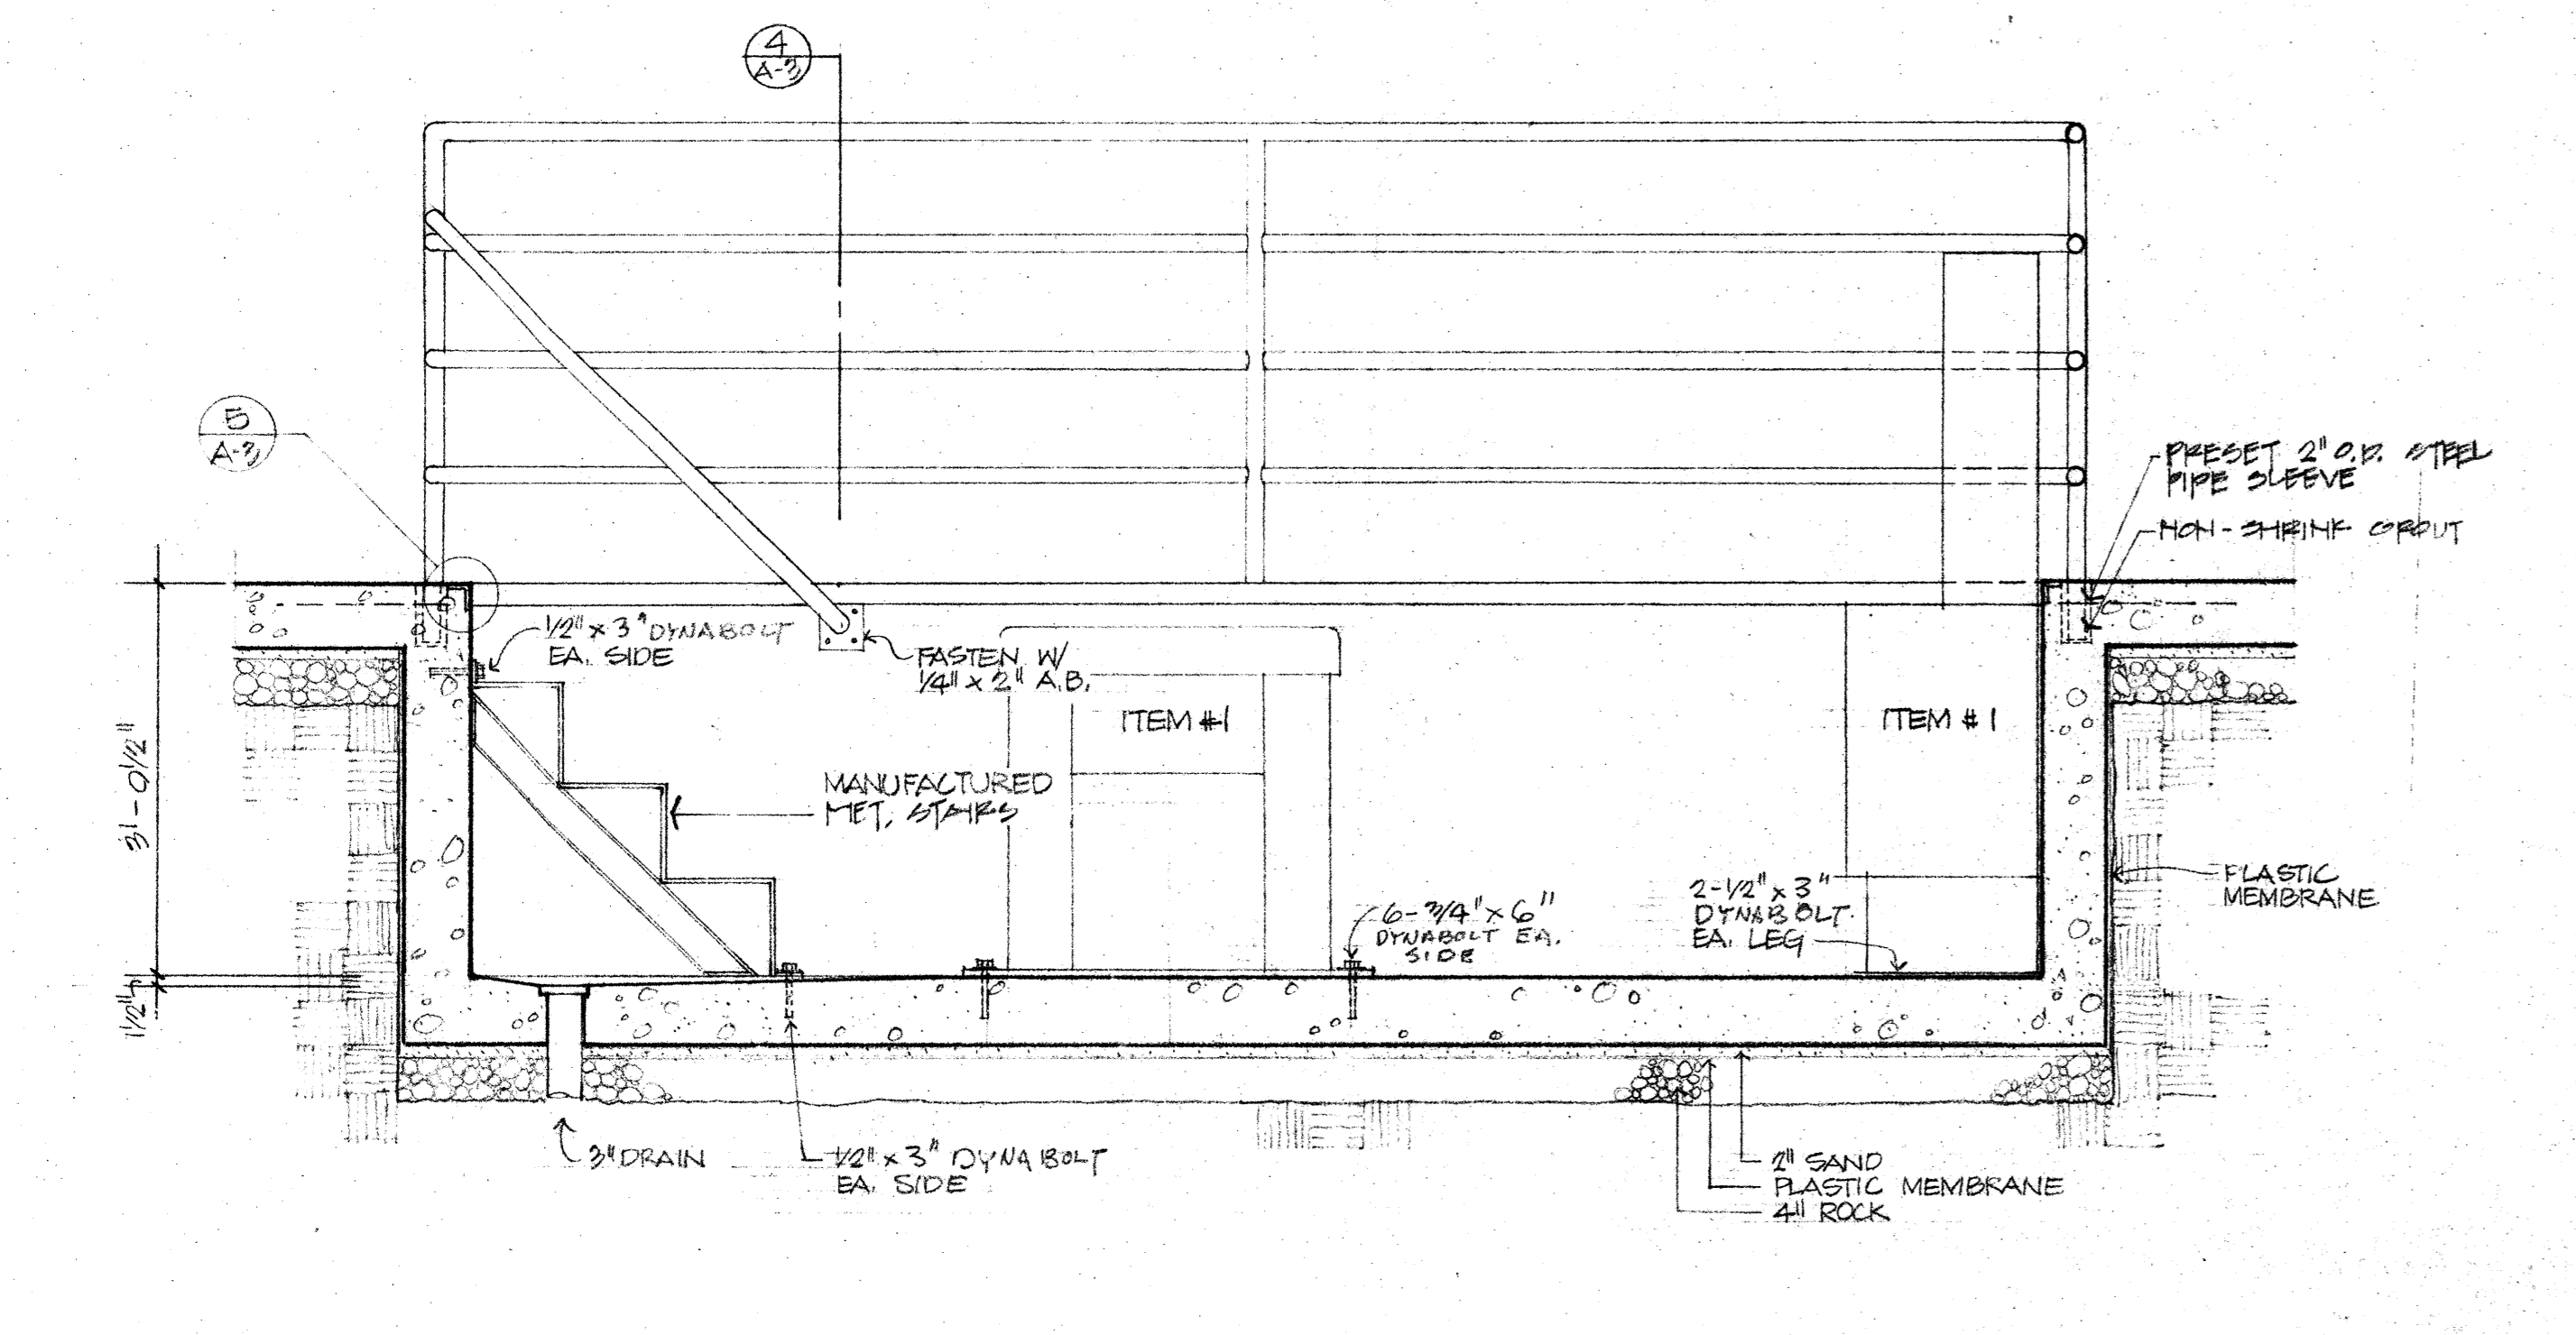 4
A-3
5
A-3
PRESET 2" O.D. STEEL
PIPE SLEEVE
NON-SHRINK GROUT
1/2" x 3" DYNABOLT
EA. SIDE
FASTEN W/
1/4" x 2" A.B.
ITEM #1
ITEM #1
3'-0 1/2"
MANUFACTURED
MET. STAIRS
PLASTIC
MEMBRANE
2-1/2" x 3"
DYNABOLT
EA. LEG
6-3/4" x 6"
DYNABOLT EA.
SIDE
1 1/2"
3" DRAIN
1/2" x 3" DYNABOLT
EA. SIDE
2" SAND
PLASTIC MEMBRANE
4" ROCK